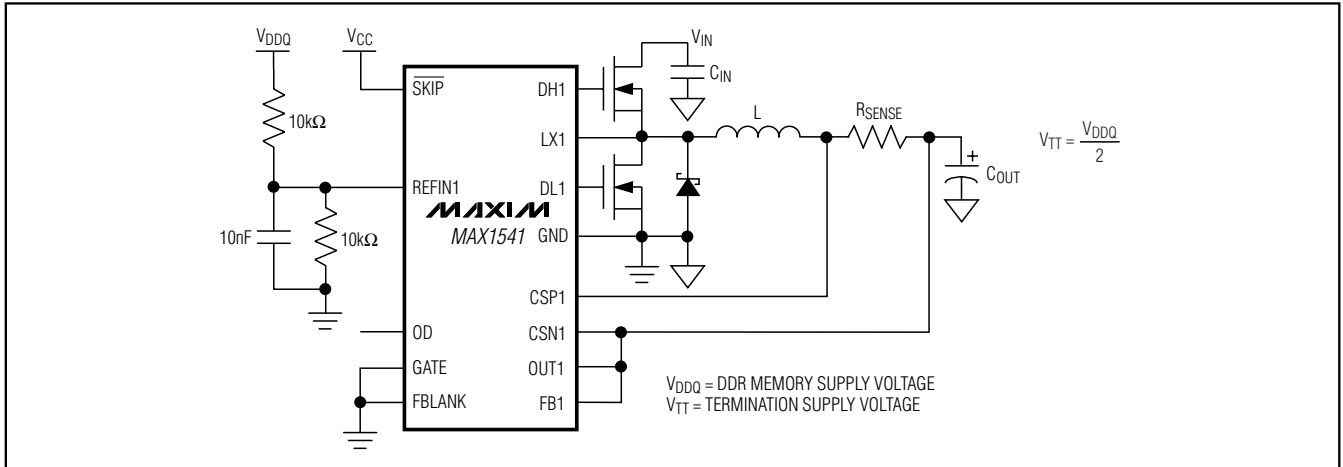 VDDQ
VCC
10kΩ
10nF
10kΩ
SKIP
REFIN1
OD
GATE
FBLANK
MAXIM
MAX1541
DH1
LX1
DL1
GND
CSP1
CSN1
OUT1
FB1
VIN
CIN
L
RSENSE
COUT
+
VTT = VDDQ
2
VDDQ = DDR MEMORY SUPPLY VOLTAGE
VTT = TERMINATION SUPPLY VOLTAGE